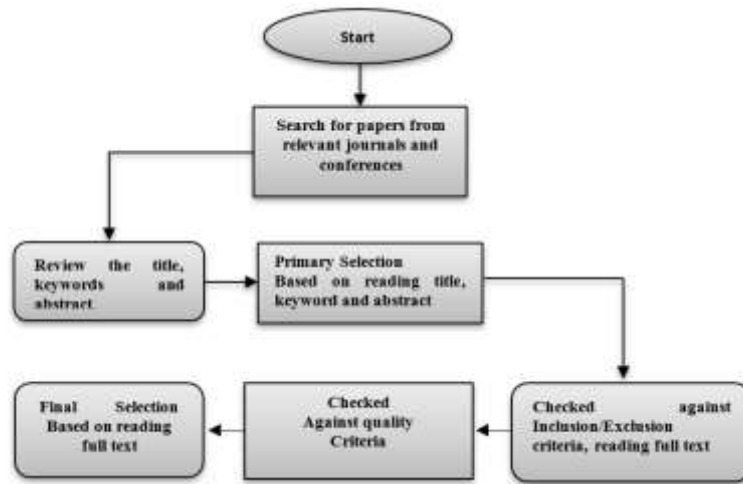 Start
Search for papers from
relevant journals and
conferences
Review the title,
keywords and
abstract
Primary Selection
Based on reading title,
keyword and abstract
Checked against
Inclusion/Exclusion
criteria, reading full text
Checked
Against quality
Criteria
Final Selection
Based on reading
full text